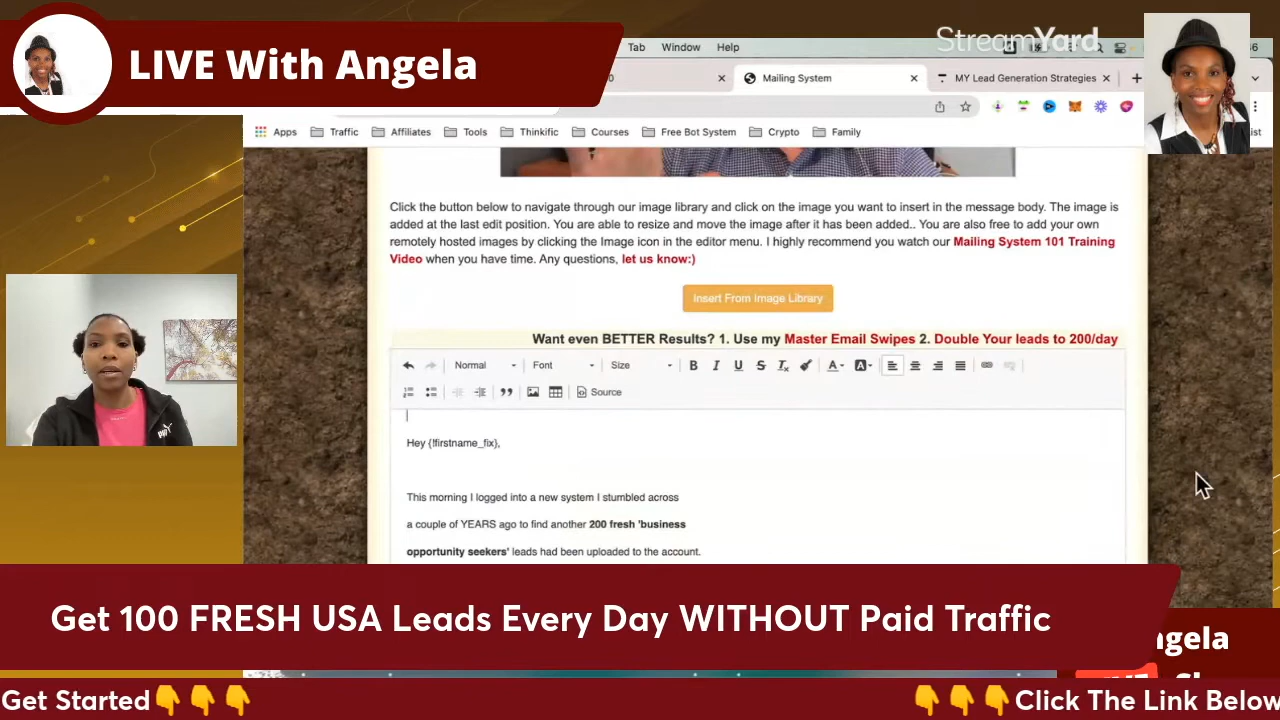 LIVE With Angela
StreamYard
Tab Window Help
Mailing System
MY Lead Generation Strategies
Apps Traffic Affiliates Tools Thinkific Courses Free Bot System Crypto Family
Click the button below to navigate through our image library and click on the image you want to insert in the message body. The image is
added at the last edit position. You are able to resize and move the image after it has been added.. You are also free to add your own
remotely hosted images by clicking the Image icon in the editor menu. I highly recommend you watch our Mailing System 101 Training
Video when you have time. Any questions, let us know:)
Insert From Image Library
Want even BETTER Results? 1. Use my Master Email Swipes 2. Double Your leads to 200/day
Normal Font Size B I U S Tx A A
Source
Hey {!firstname_fix},
This morning I logged into a new system I stumbled across
a couple of YEARS ago to find another 200 fresh 'business
opportunity seekers' leads had been uploaded to the account.
Get 100 FRESH USA Leads Every Day WITHOUT Paid Traffic
ngela
Get Started👇👇👇 👇👇👇Click The Link Below